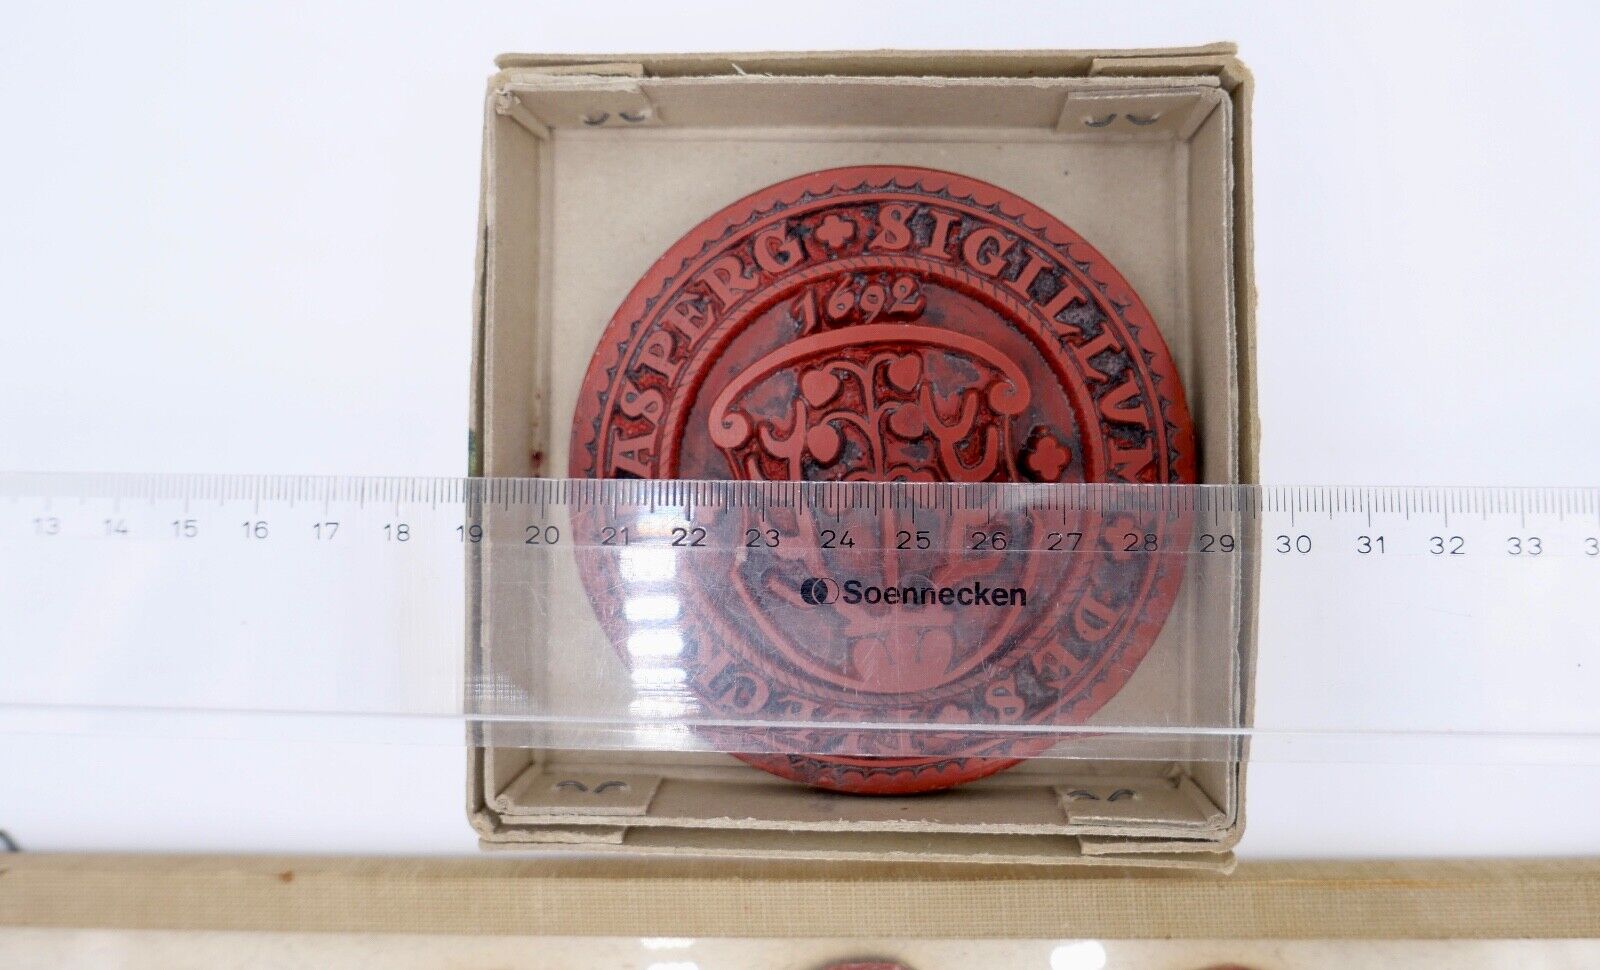 SIGILLVM ✤ DES ✤
ASPERG ✤
1692
13 14 15 16 17 18 19 20 21 22 23 24 25 26 27 28 29 30 31 32 33
Soennecken